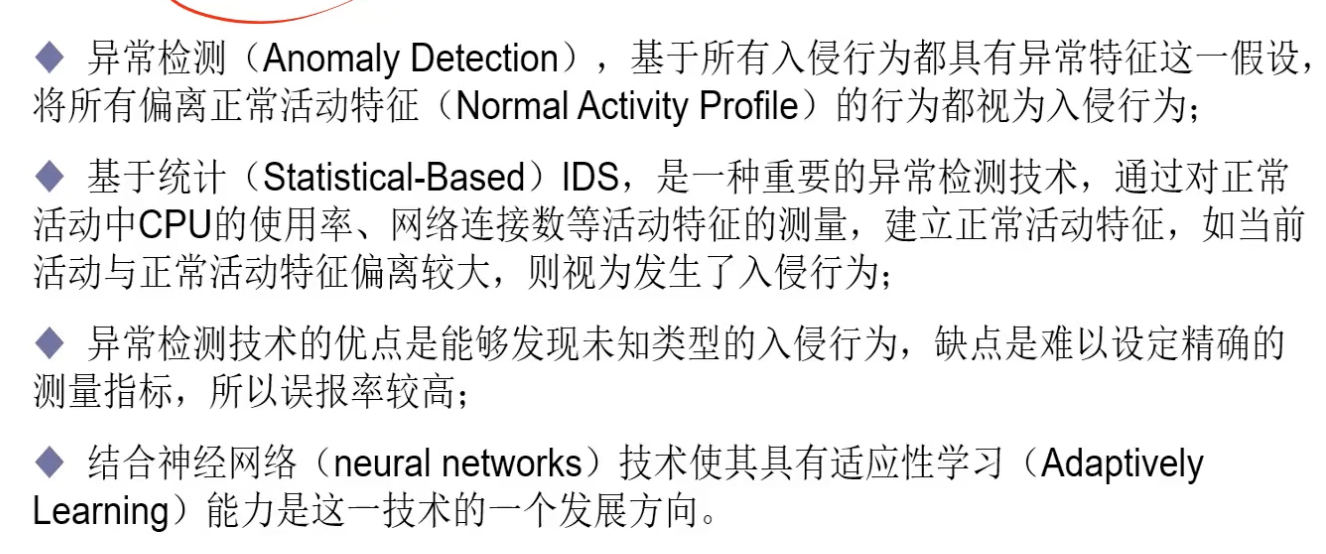 ◆ 异常检测（Anomaly Detection），基于所有入侵行为都具有异常特征这一假设，
将所有偏离正常活动特征（Normal Activity Profile）的行为都视为入侵行为；
◆ 基于统计（Statistical-Based）IDS，是一种重要的异常检测技术，通过对正常
活动中CPU的使用率、网络连接数等活动特征的测量，建立正常活动特征，如当前
活动与正常活动特征偏离较大，则视为发生了入侵行为；
◆ 异常检测技术的优点是能够发现未知类型的入侵行为，缺点是难以设定精确的
测量指标，所以误报率较高；
◆ 结合神经网络（neural networks）技术使其具有适应性学习（Adaptively
Learning）能力是这一技术的一个发展方向。